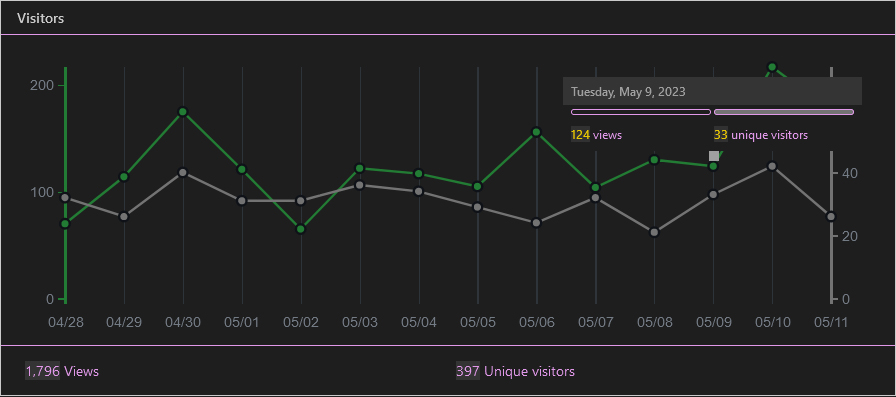 Visitors
200
Tuesday, May 9, 2023
124 views 33 unique visitors
100
40
20
0 0
04/28 04/29 04/30 05/01 05/02 05/03 05/04 05/05 05/06 05/07 05/08 05/09 05/10 05/11
1,796 Views 397 Unique visitors